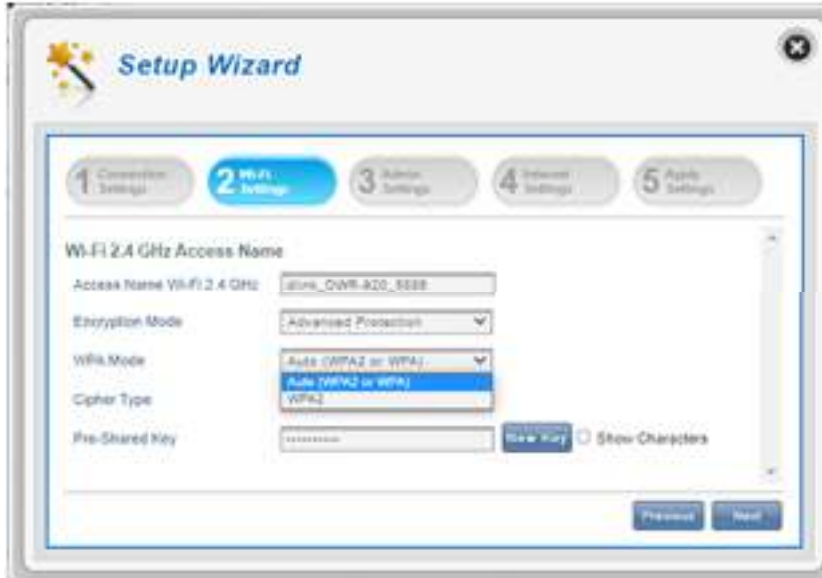 Setup Wizard
1 Connection Settings
2 Wi-Fi Settings
3 Admin Settings
4 Internet Settings
5 Apply Settings
Wi-Fi 2.4 GHz Access Name
Access Name Wi-Fi 2.4 GHz
Encryption Mode Advanced Protection
WPA Mode Auto (WPA2 or WPA)
Auto (WPA2 or WPA)
WPA2
Cipher Type
Pre-Shared Key New Key Show Characters
Previous Next